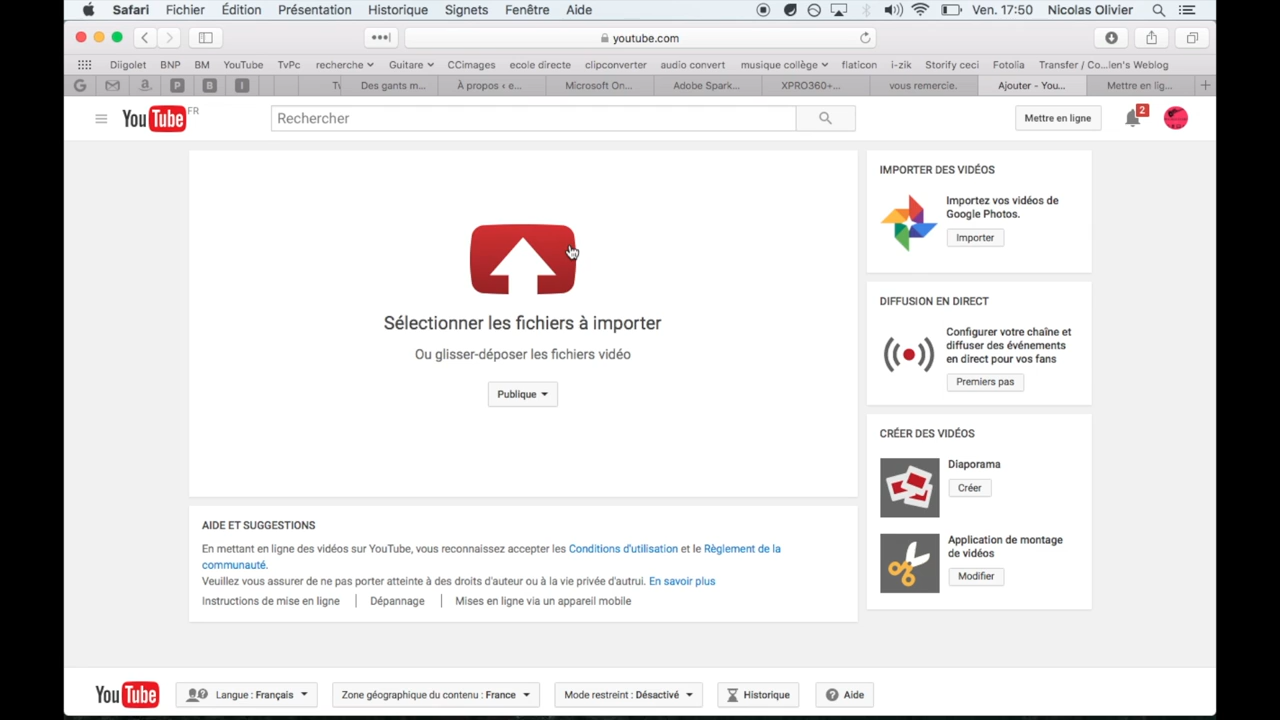 Safari Fichier Édition Présentation Historique Signets Fenêtre Aide Ven. 17:50 Nicolas Olivier
youtube.com
Diigolet BNP BM YouTube TvPc recherche Guitare CCimages ecole directe clipconverter audio convert musique collège flaticon i-zik Storify ceci Fotolia Transfer / Co...len's Weblog
Des gants m... À propos ‹ e... Microsoft On... Adobe Spark... XPRO360+... vous remercie. Ajouter - You... Mettre en lig...
YouTube FR
Rechercher
Mettre en ligne
2
Sélectionner les fichiers à importer
Ou glisser-déposer les fichiers vidéo
Publique
IMPORTER DES VIDÉOS
Importez vos vidéos de
Google Photos.
Importer
DIFFUSION EN DIRECT
Configurer votre chaîne et
diffuser des événements
en direct pour vos fans
Premiers pas
CRÉER DES VIDÉOS
Diaporama
Créer
Application de montage
de vidéos
Modifier
AIDE ET SUGGESTIONS
En mettant en ligne des vidéos sur YouTube, vous reconnaissez accepter les Conditions d'utilisation et le Règlement de la
communauté.
Veuillez vous assurer de ne pas porter atteinte à des droits d'auteur ou à la vie privée d'autrui. En savoir plus
Instructions de mise en ligne Dépannage Mises en ligne via un appareil mobile
YouTube Langue : Français Zone géographique du contenu : France Mode restreint : Désactivé Historique Aide